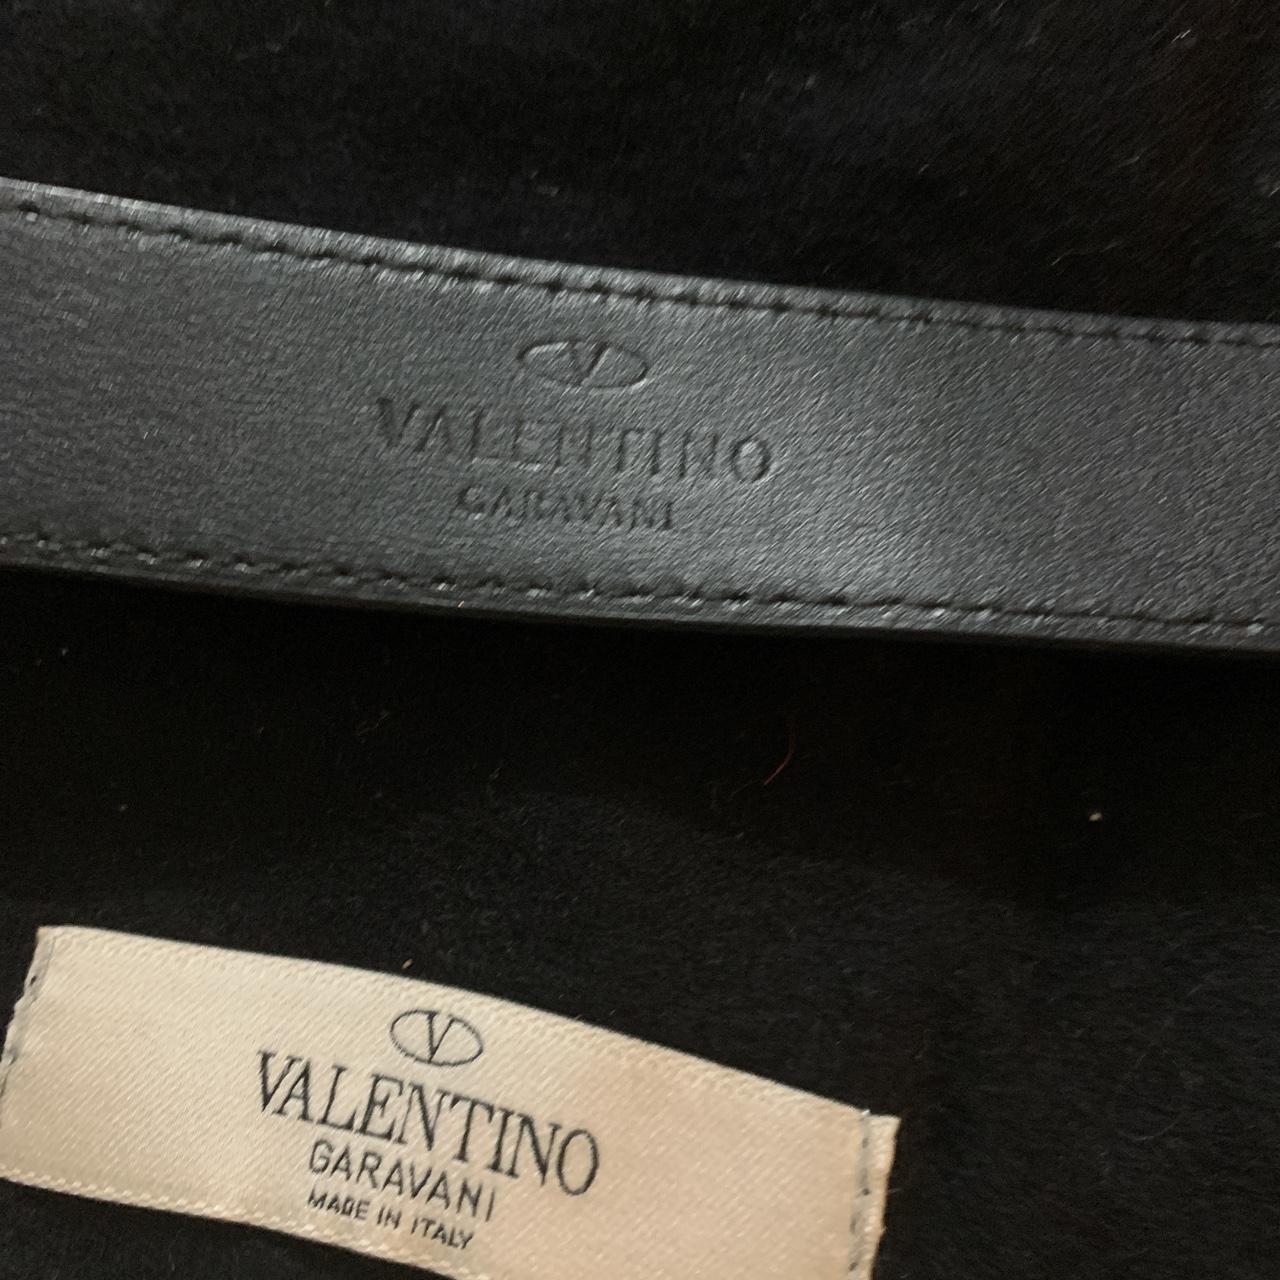 V
VALENTINO
GARAVANI
V
VALENTINO
GARAVANI
MADE IN ITALY